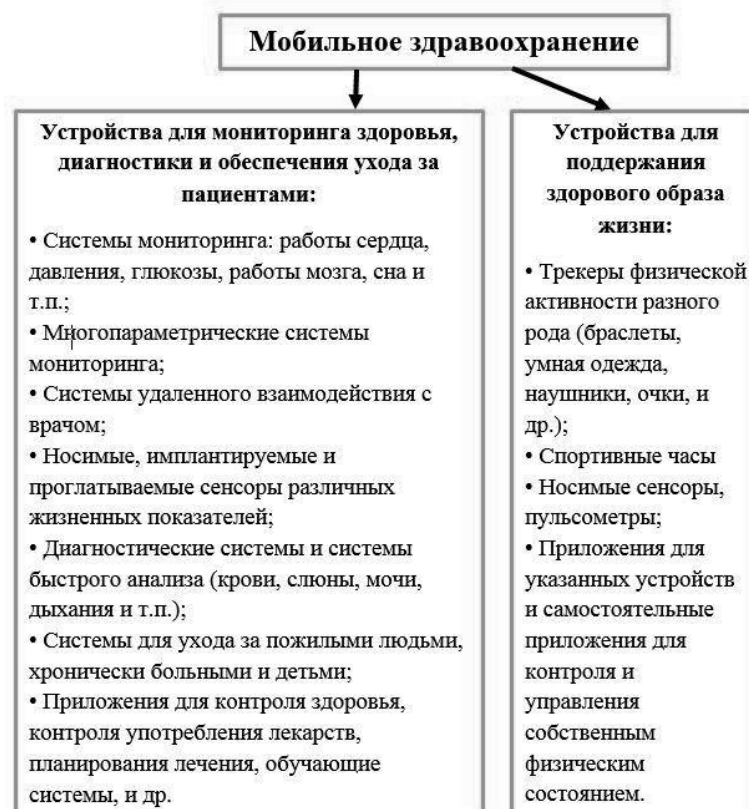 Мобильное здравоохранение
Устройства для мониторинга здоровья,
диагностики и обеспечения ухода за
пациентами:
• Системы мониторинга: работы сердца,
давления, глюкозы, работы мозга, сна и
т.п.;
• Многопараметрические системы
мониторинга;
• Системы удаленного взаимодействия с
врачом;
• Носимые, имплантируемые и
проглатываемые сенсоры различных
жизненных показателей;
• Диагностические системы и системы
быстрого анализа (крови, слюны, мочи,
дыхания и т.п.);
• Системы для ухода за пожилыми людьми,
хронически больными и детьми;
• Приложения для контроля здоровья,
контроля употребления лекарств,
планирования лечения, обучающие
системы, и др.
Устройства для
поддержания
здорового образа
жизни:
• Трекеры физической
активности разного
рода (браслеты,
умная одежда,
наушники, очки, и
др.);
• Спортивные часы
• Носимые сенсоры,
пульсометры;
• Приложения для
указанных устройств
и самостоятельные
приложения для
контроля и
управления
собственным
физическим
состоянием.